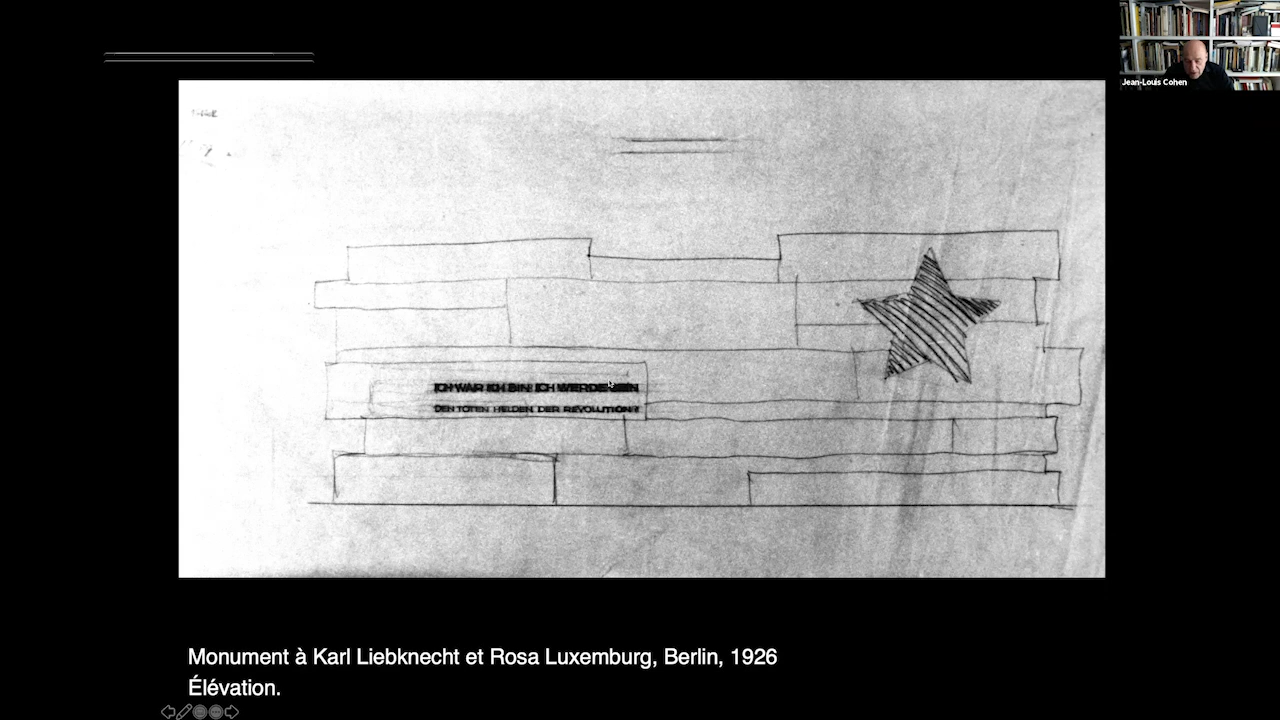 Jean-Louis Cohen
ICH WAR ICH BIN ICH WERDE SEIN
DEN TOTEN HELDEN DER REVOLUTION
Monument à Karl Liebknecht et Rosa Luxemburg, Berlin, 1926
Élévation.